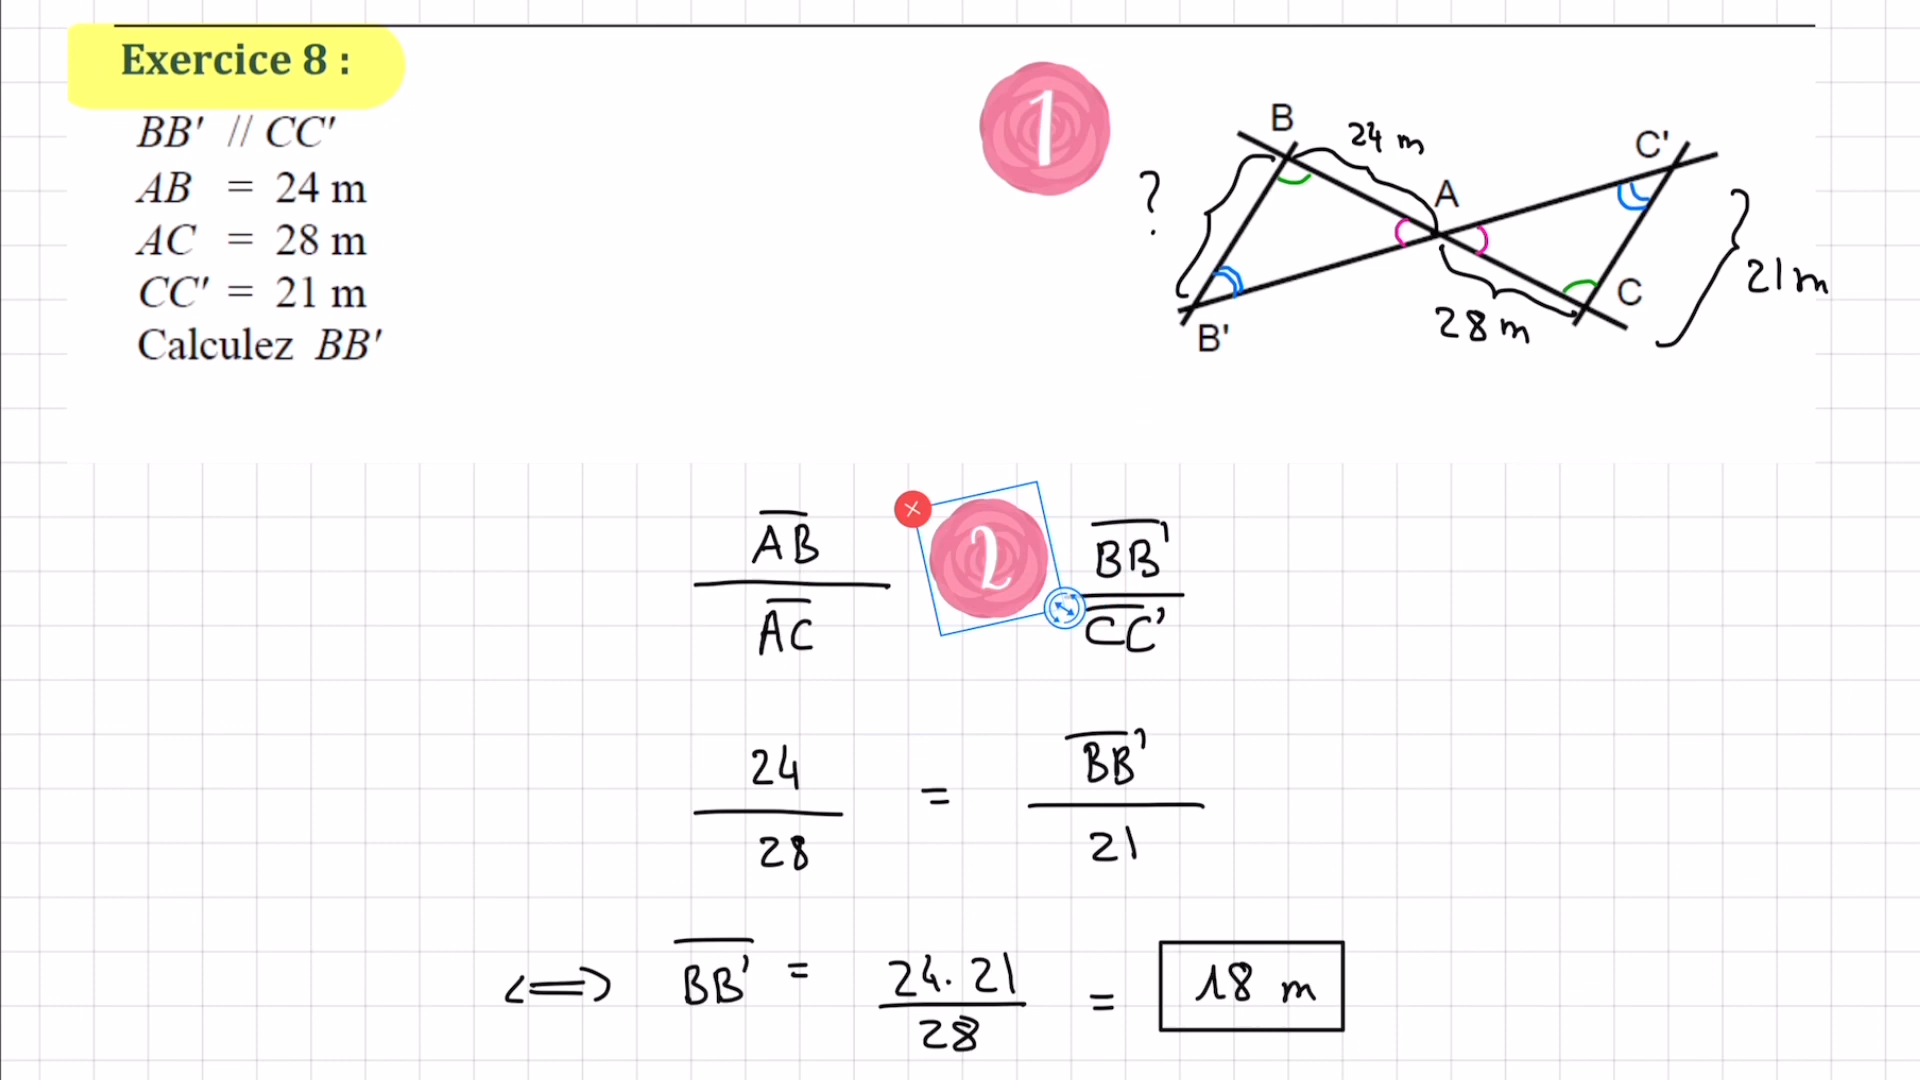 Exercice 8 :
BB' // CC'
AB = 24 m
AC = 28 m
CC' = 21 m
Calculez BB'
1
B
24 m
C'
?
A
C
21 m
28 m
B'
AB
AC
2
BB'
CC'
24
28
=
BB'
21
<=> BB' = 24.21
28
= 18 m